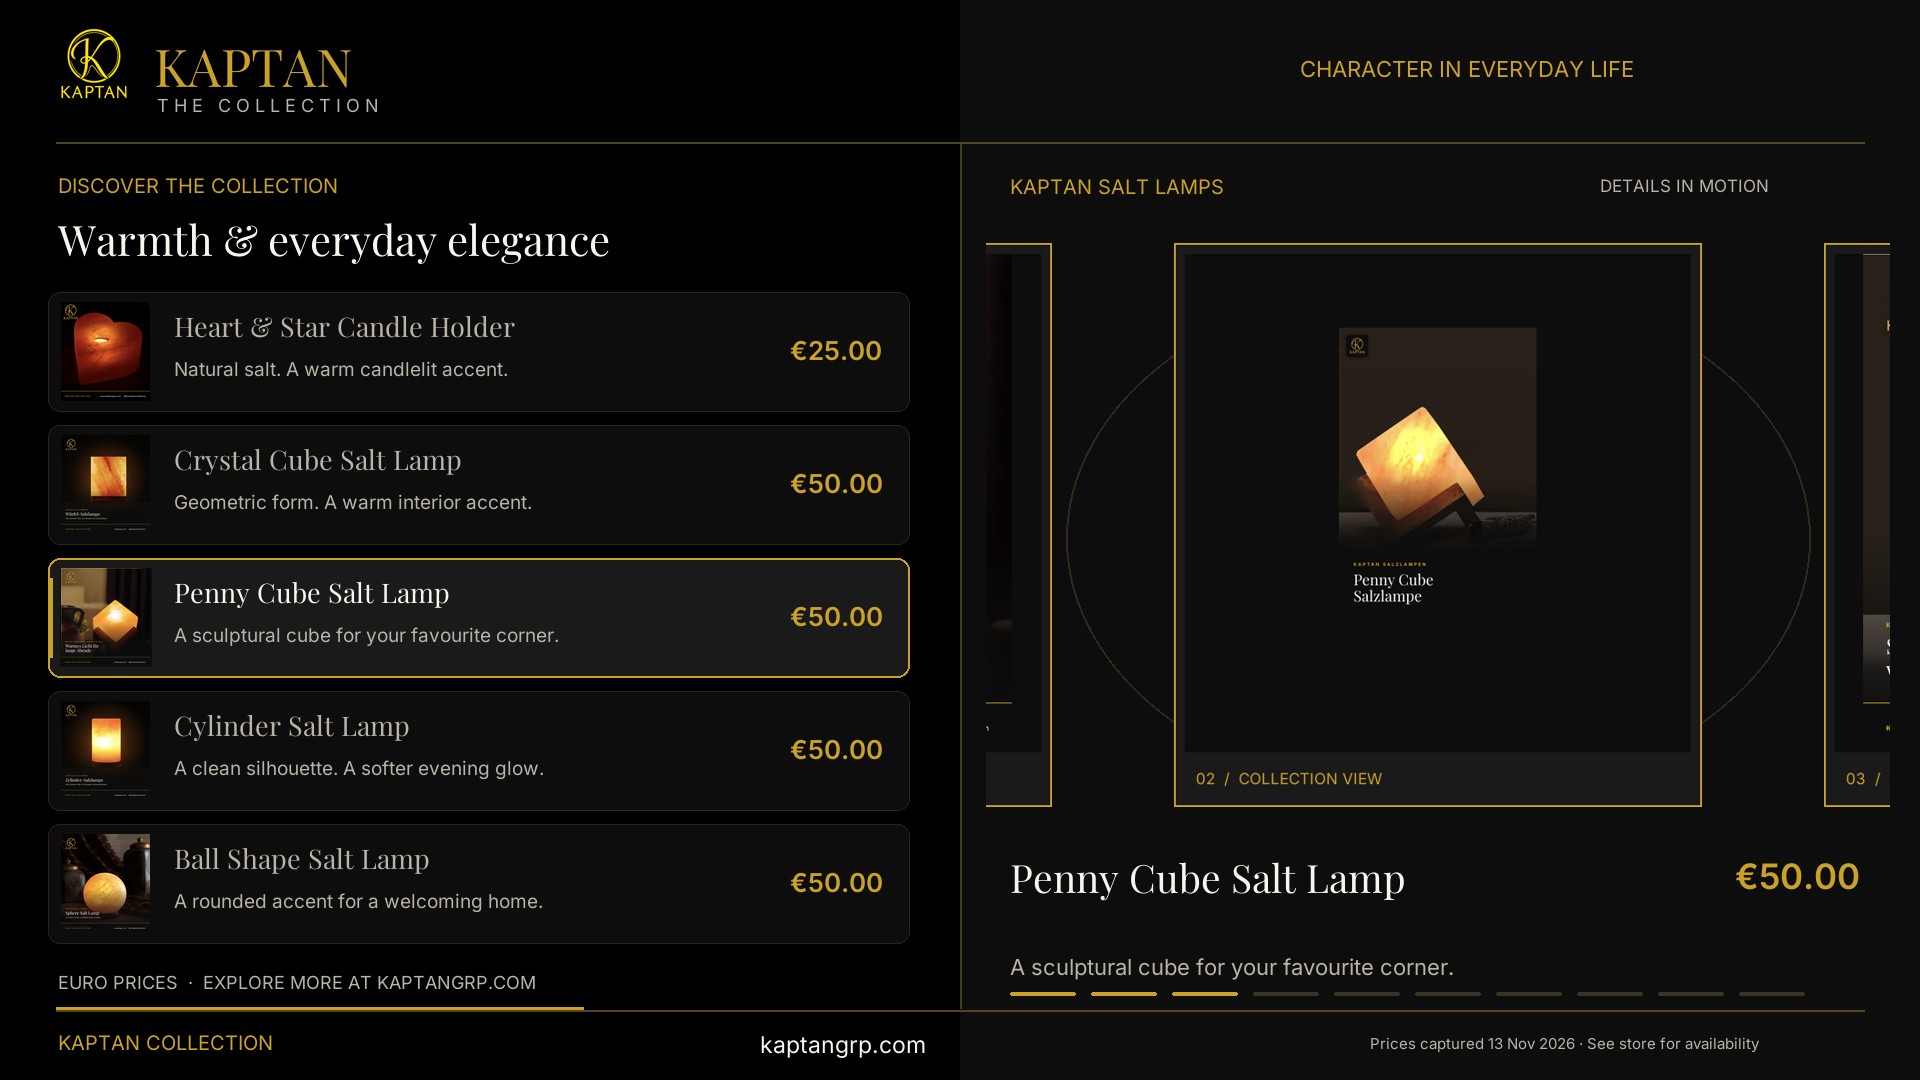 KAPTAN
KAPTAN
THE COLLECTION
CHARACTER IN EVERYDAY LIFE
DISCOVER THE COLLECTION
Warmth & everyday elegance
Heart & Star Candle Holder
Natural salt. A warm candlelit accent.
€25.00
Crystal Cube Salt Lamp
Geometric form. A warm interior accent.
€50.00
Penny Cube Salt Lamp
A sculptural cube for your favourite corner.
€50.00
Cylinder Salt Lamp
A clean silhouette. A softer evening glow.
€50.00
Ball Shape Salt Lamp
A rounded accent for a welcoming home.
€50.00
EURO PRICES · EXPLORE MORE AT KAPTANGRP.COM
KAPTAN SALT LAMPS
DETAILS IN MOTION
KAPTAN SALZLAMPEN
Penny Cube
Salzlampe
02 / COLLECTION VIEW
03 /
Penny Cube Salt Lamp
€50.00
A sculptural cube for your favourite corner.
KAPTAN COLLECTION
kaptangrp.com
Prices captured 13 Nov 2026 · See store for availability